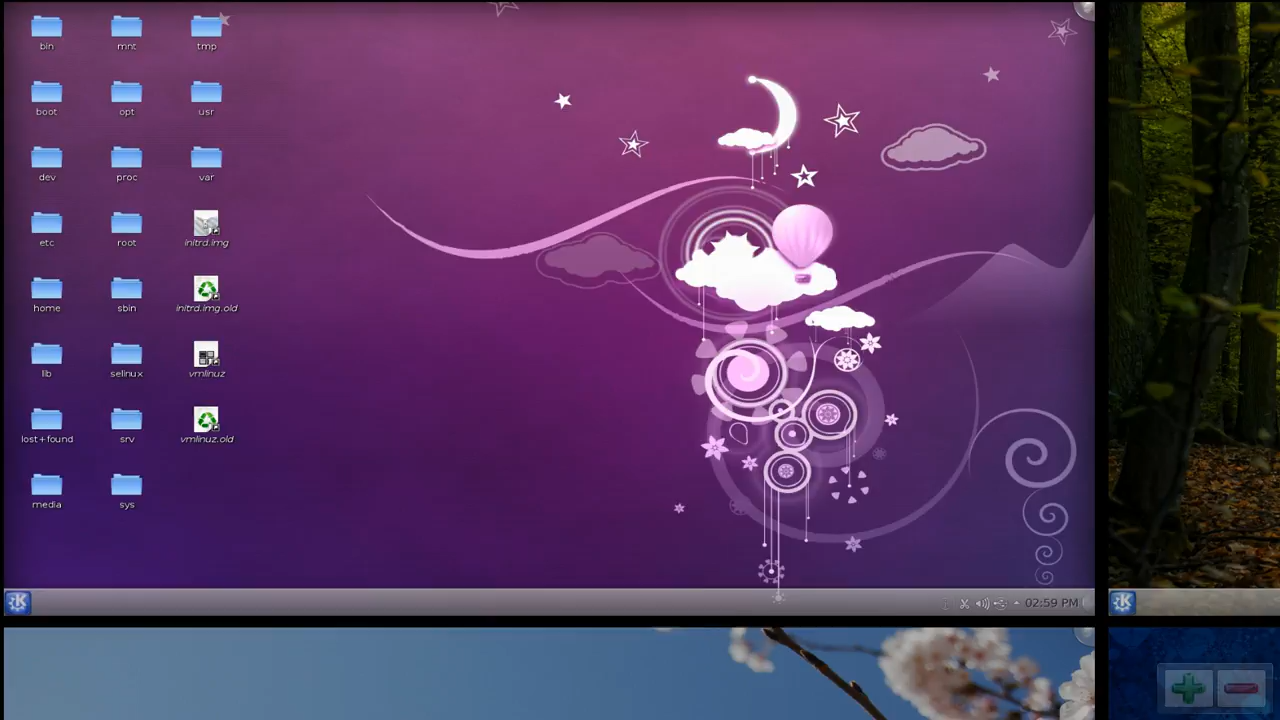 bin mnt tmp
boot opt usr
dev proc var
etc root initrd.img
home sbin initrd.img.old
lib selinux vmlinuz
lost+found srv vmlinuz.old
media sys
02:59 PM